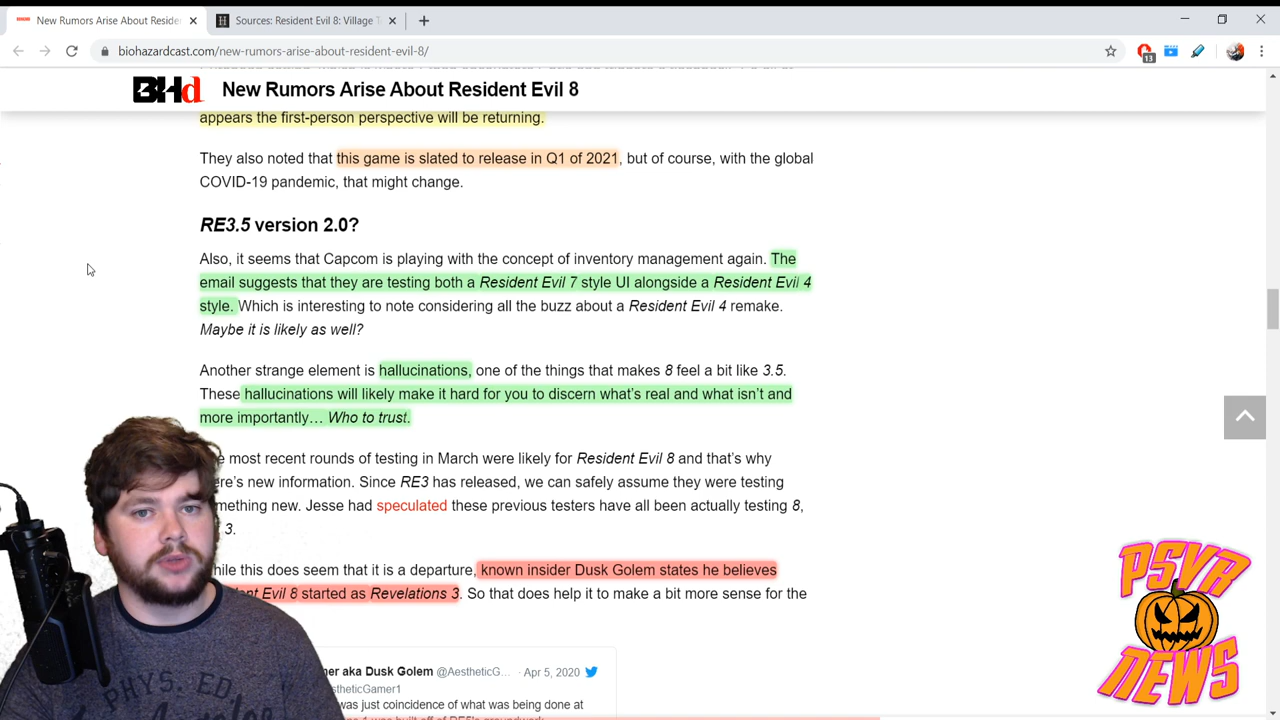 New Rumors Arise About Reside
Sources: Resident Evil 8: Village T
biohazardcast.com/new-rumors-arise-about-resident-evil-8/
13
BHd New Rumors Arise About Resident Evil 8
appears the first-person perspective will be returning.
They also noted that this game is slated to release in Q1 of 2021, but of course, with the global
COVID-19 pandemic, that might change.
RE3.5 version 2.0?
Also, it seems that Capcom is playing with the concept of inventory management again. The
email suggests that they are testing both a Resident Evil 7 style UI alongside a Resident Evil 4
style. Which is interesting to note considering all the buzz about a Resident Evil 4 remake.
Maybe it is likely as well?
Another strange element is hallucinations, one of the things that makes 8 feel a bit like 3.5.
These hallucinations will likely make it hard for you to discern what's real and what isn't and
more importantly… Who to trust.
e most recent rounds of testing in March were likely for Resident Evil 8 and that's why
ere's new information. Since RE3 has released, we can safely assume they were testing
mething new. Jesse had speculated these previous testers have all been actually testing 8,
3.
hile this does seem that it is a departure, known insider Dusk Golem states he believes
ent Evil 8 started as Revelations 3. So that does help it to make a bit more sense for the
er aka Dusk Golem @AestheticG... · Apr 5, 2020
stheticGamer1
was just coincidence of what was being done at
PHYS. ED
PSVR
NEWS